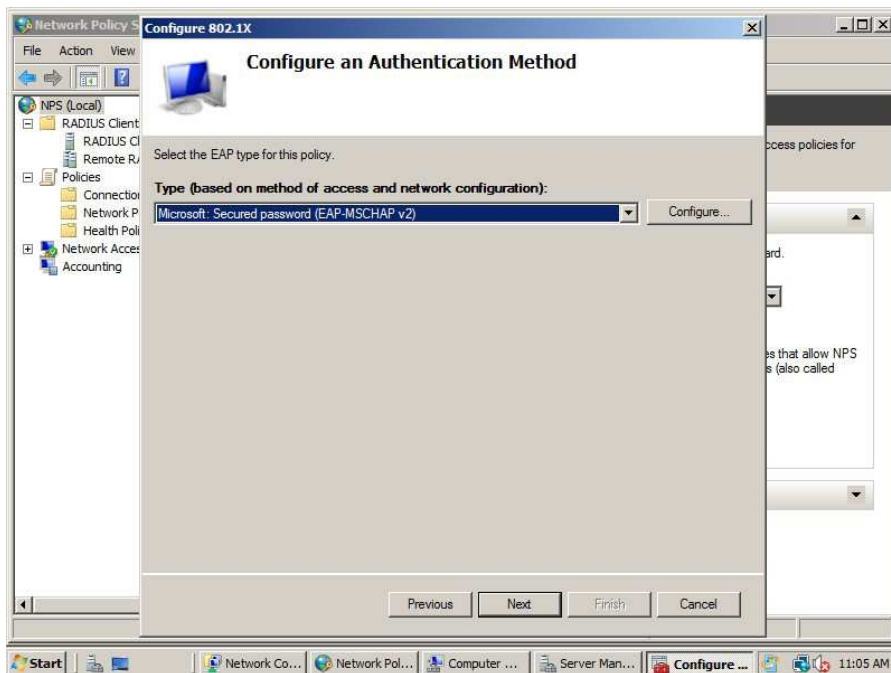 Network Policy S
Configure 802.1X
File Action View
Configure an Authentication Method
NPS (Local)
RADIUS Client
RADIUS Cl
Remote RA
Policies
Connection
Network P
Health Poli
Network Acces
Accounting
Select the EAP type for this policy.
Type (based on method of access and network configuration):
Microsoft: Secured password (EAP-MSCHAP v2)
Configure...
ccess policies for
ard.
es that allow NPS
s (also called
Previous Next Finish Cancel
Start Network Co... Network Pol... Computer ... Server Man... Configure ... 11:05 AM